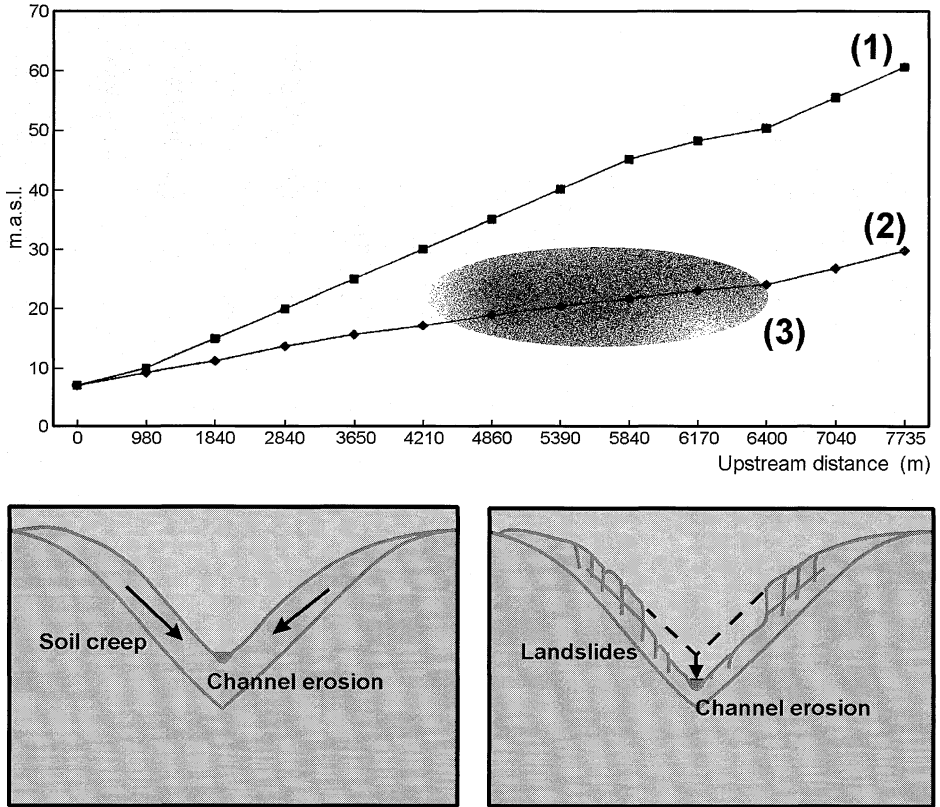 70
60
50
40
30
20
10
0
m.a.s.l.
(1)
(2)
(3)
0 980 1840 2840 3650 4210 4860 5390 5840 6170 6400 7040 7735
Upstream distance (m)
Soil creep
Channel erosion
Landslides
Channel erosion